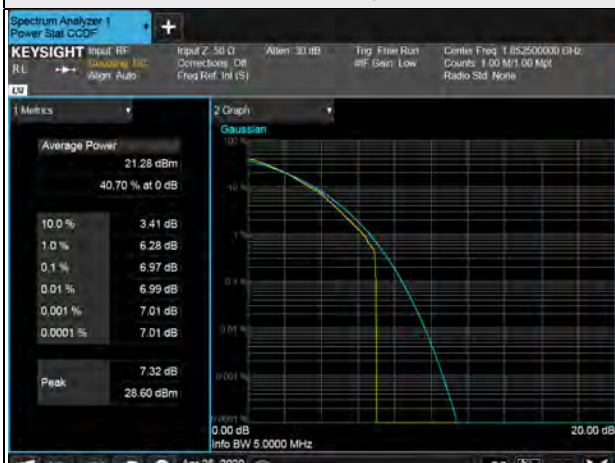 Spectrum Analyzer 1
Power Stat CCDF
+
KEYSIGHT
RL
Input: RF
Coupling: DC
Align: Auto
Input Z: 50 Ω
Corrections: Off
Freq Ref: Int (S)
Atten: 30 dB
Trig: Free Run
#IF Gain: Low
Center Freq: 1.852500000 GHz
Counts: 1.00 M/1.00 Mpt
Radio Std: None
1 Metrics
Average Power
21.28 dBm
40.70 % at 0 dB
10.0 % 3.41 dB
1.0 % 6.28 dB
0.1 % 6.97 dB
0.01 % 6.99 dB
0.001 % 7.01 dB
0.0001 % 7.01 dB
Peak
7.32 dB
28.60 dBm
2 Graph
Gaussian
100 %
10 %
1 %
0.1 %
0.01 %
0.001 %
0.0001 %
0.00 dB
20.00 dB
Info BW 5.0000 MHz